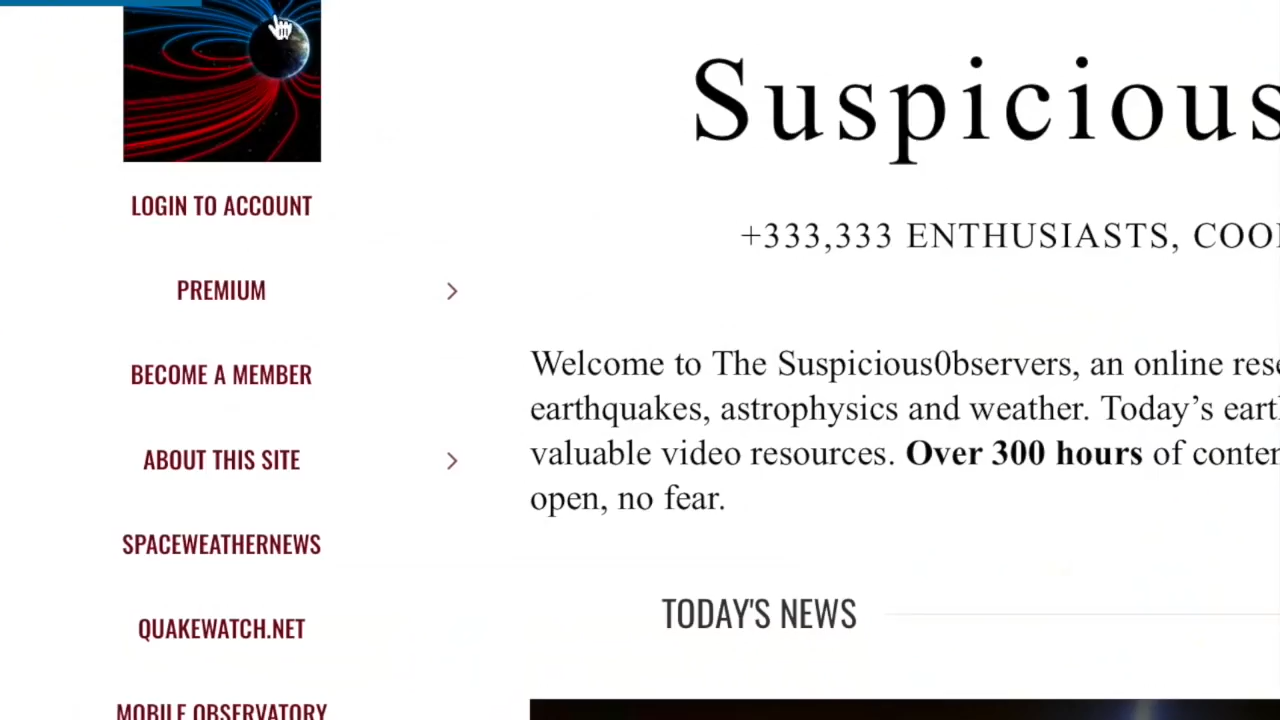 LOGIN TO ACCOUNT
PREMIUM
BECOME A MEMBER
ABOUT THIS SITE
SPACEWEATHERNEWS
QUAKEWATCH.NET
MOBILE OBSERVATORY
Suspicious
+333,333 ENTHUSIASTS, COO
Welcome to The Suspicious0bservers, an online rese
earthquakes, astrophysics and weather. Today’s eart
valuable video resources. Over 300 hours of conten
open, no fear.
TODAY'S NEWS